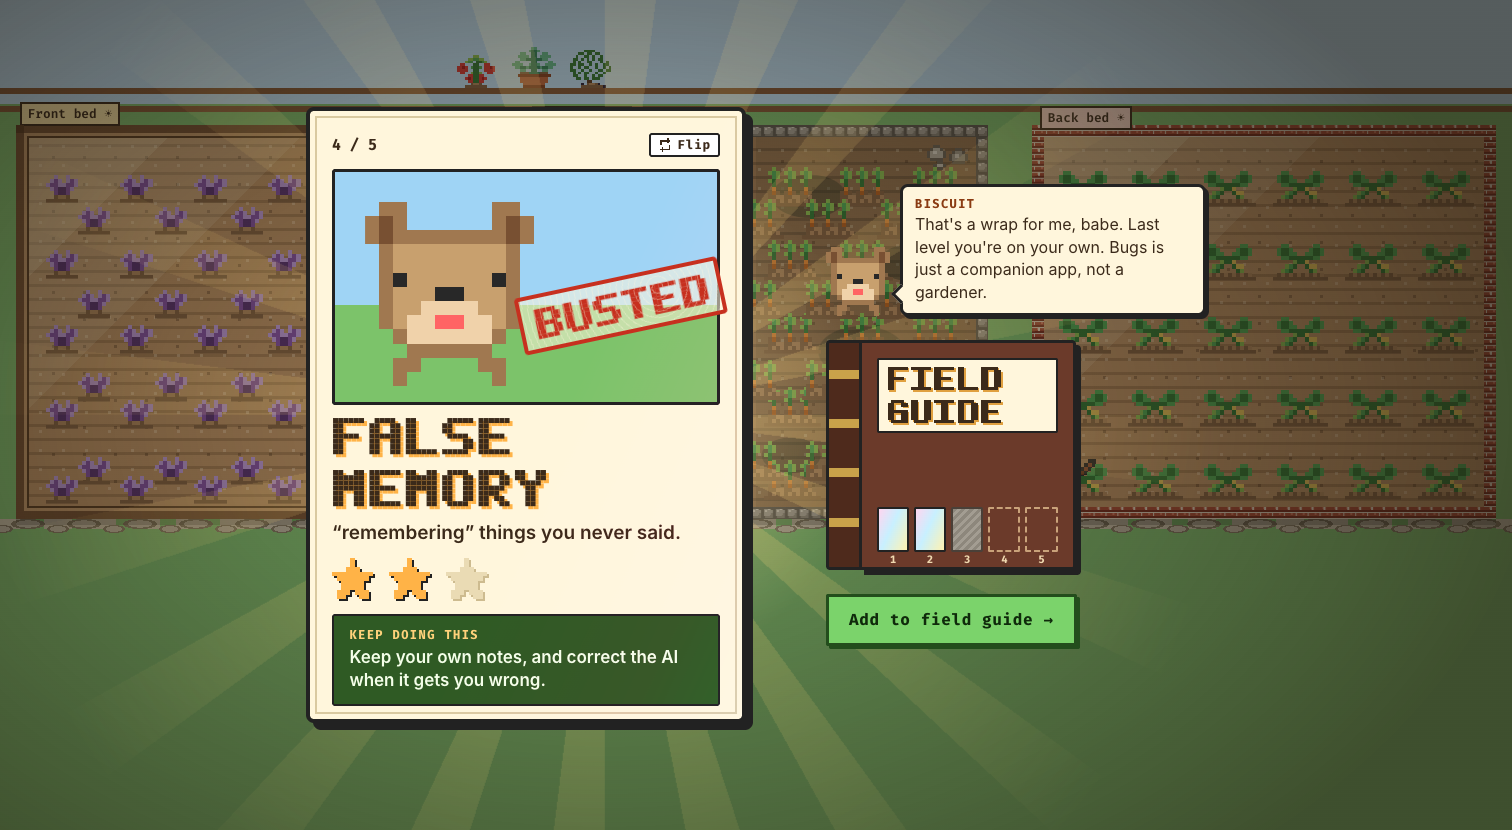 Front bed ☀
Back bed ☀
4 / 5
Flip
BUSTED
FALSE
MEMORY
“remembering” things you never said.
KEEP DOING THIS
Keep your own notes, and correct the AI
when it gets you wrong.
BISCUIT
That's a wrap for me, babe. Last
level you're on your own. Bugs is
just a companion app, not a
gardener.
FIELD
GUIDE
1 2 3 4 5
Add to field guide →